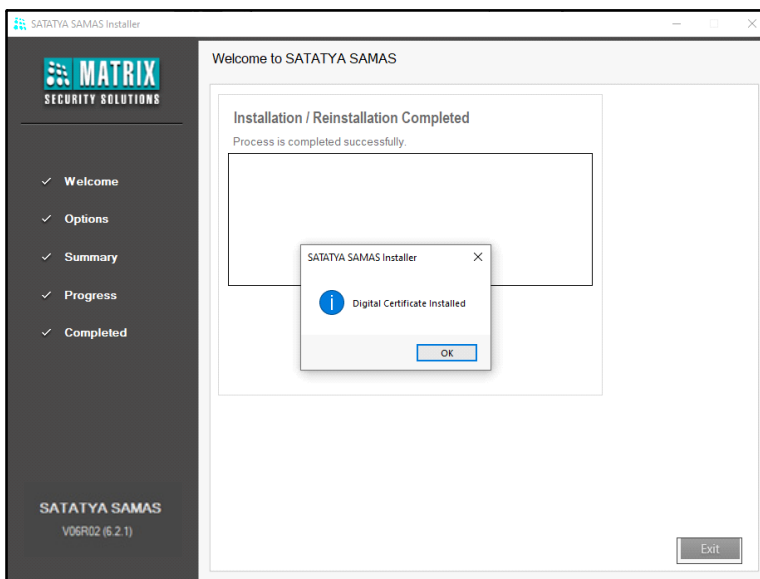 SATATYA SAMAS Installer
MATRIX
SECURITY SOLUTIONS
Welcome
Options
Summary
Progress
Completed
SATATYA SAMAS
V06R02 (6.2.1)
Welcome to SATATYA SAMAS
Installation / Reinstallation Completed
Process is completed successfully.
SATATYA SAMAS Installer
Digital Certificate Installed
OK
Exit